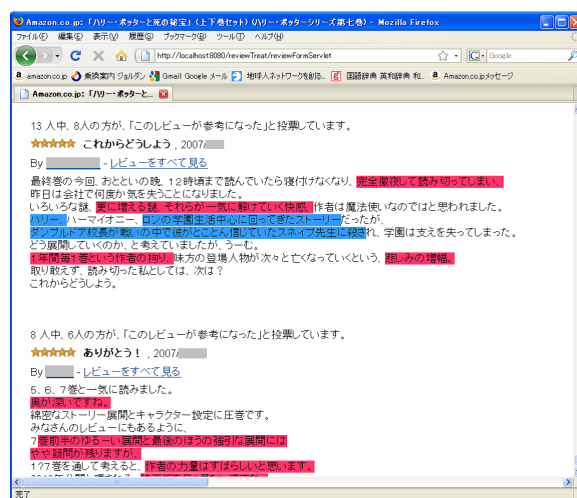 Amazon.co.jp: 「ハリー・ポッターと死の秘宝」 (上下巻セット) (ハリー・ポッターシリーズ第七巻) - Mozilla Firefox
ファイル(F) 編集(E) 表示(V) 履歴(S) ブックマーク(B) ツール(T) ヘルプ(H)
http://localhost8080/reviewTreat/reviewFormServlet
Google
amazon.co.jp 乗換案内 ジョルダン Gmail: Google メール 地球人ネットワークを創る... 国語辞典 英和辞典 和... Amazon.co.jpメッセージ
Amazon.co.jp: 「ハリー・ポッターと...
13 人中、8人の方が、「このレビューが参考になった」と投票しています。
★★★★★ これからどうしよう , 2007/
By - レビューをすべて見る
最終巻の今回、おとといの晩、12時頃まで読んでいたら寝付けなくなり、完全徹夜して読み切ってしまい、
昨日は会社で何度か気を失うことになりました。
いろいろな謎、更に増える謎、それらが一気に解けていく快感、作者は魔法使いなのではと思われました。
ハリー、ハーマイオニー、ロンの学園生活中心に回ってきたストーリーだったが、
ダンブルドア校長が戦いの中で彼がとことん信じていたスネイプ先生に殺され、学園は支えを失ってしまった。
どう展開していくのか、と考えていましたが、うーむ。
1年間毎1巻という作者の拘り、味方の登場人物が次々と亡くなっていくという、悲しみの増幅。
取り敢えず、読み切った私としては、次は？
これからどうしよう。
8 人中、6人の方が、「このレビューが参考になった」と投票しています。
★★★★★ ありがとう！ , 2007/
By - レビューをすべて見る
5、6、7巻と一気に読みました。
奥が深いですね。
綿密なストーリー展開とキャラクター設定に圧巻です。
みなさんのレビューにもあるように、
7巻前半のゆるーい展開と最後のほうの強引な展開には
やや疑問が残りますが、
1?7巻を通して考えると、作者の力量はすばらしいと思います。
完了